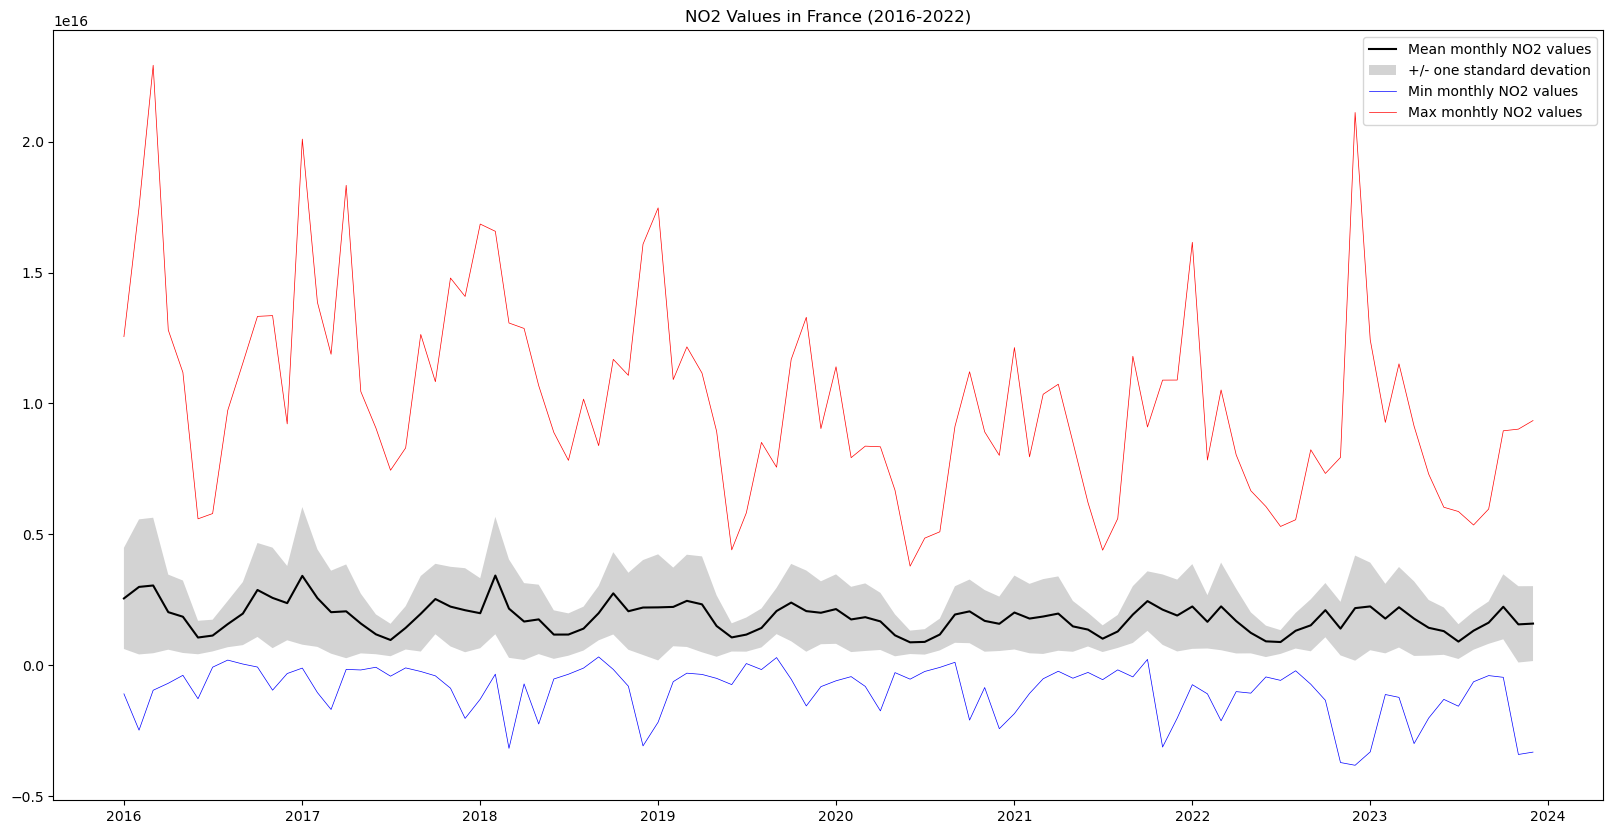 NO2 Values in France (2016-2022)
1e16
Mean monthly NO2 values
+/- one standard devation
Min monthly NO2 values
Max monhtly NO2 values
2.0
1.5
1.0
0.5
0.0
−0.5
2016 2017 2018 2019 2020 2021 2022 2023 2024